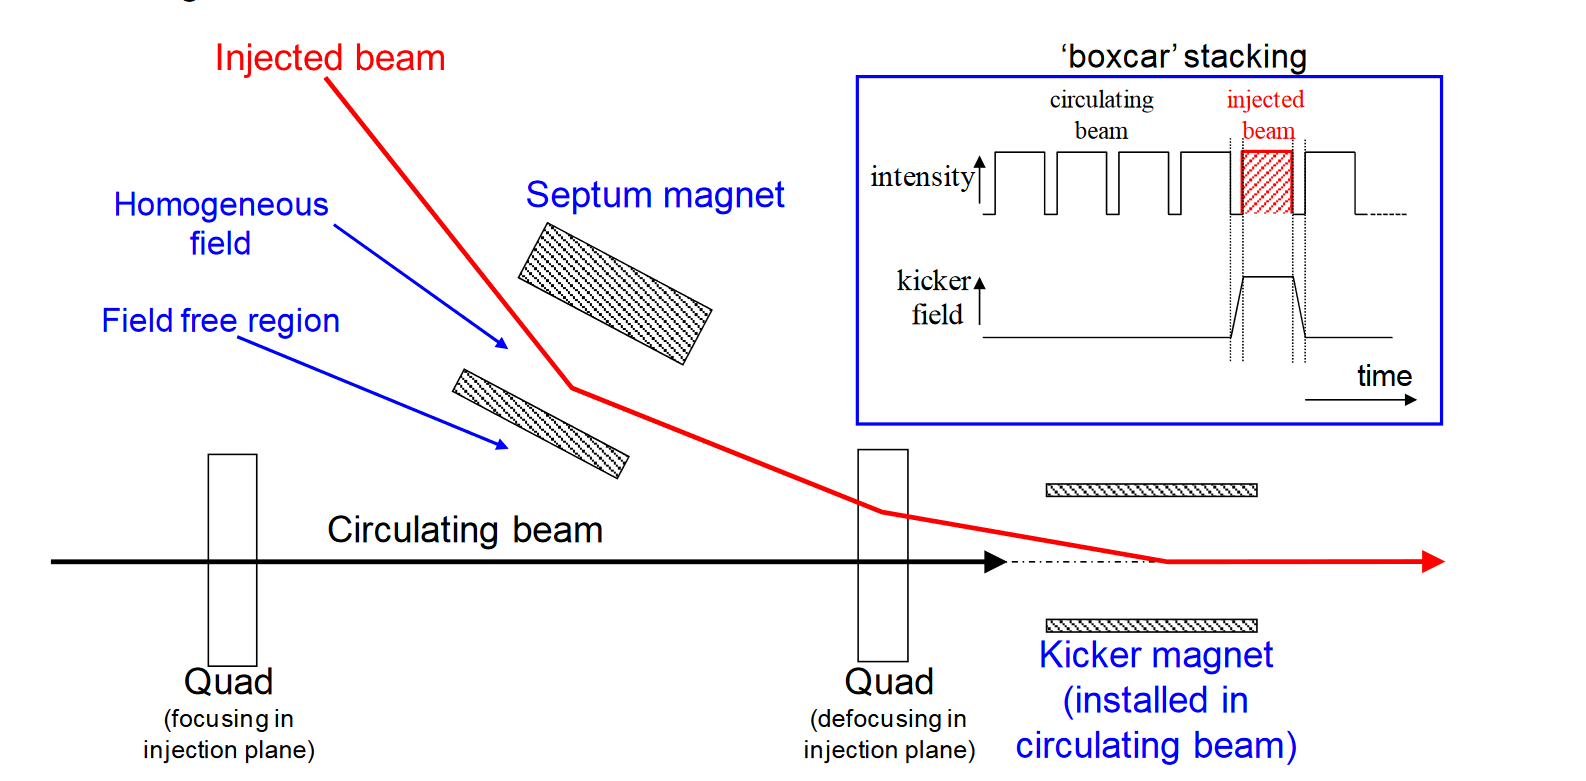 Injected beam
Homogeneous
field
Field free region
Septum magnet
Circulating beam
Quad
(focusing in
injection plane)
Quad
(defocusing in
injection plane)
Kicker magnet
(installed in
circulating beam)
‘boxcar’ stacking
circulating
beam
injected
beam
intensity
kicker
field
time